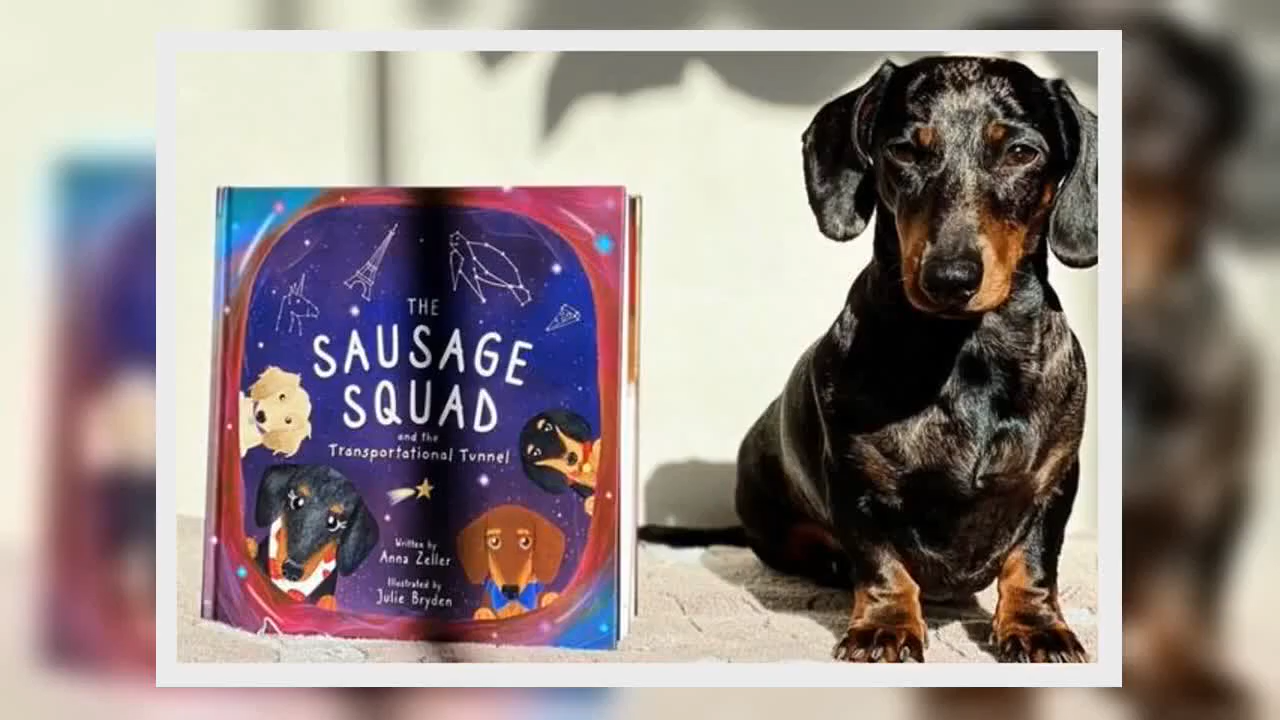 THE
SAUSAGE
SQUAD
and the
Transportational Tunnel
Written by
Anna Zeller
Illustrated by
Julie Bryden